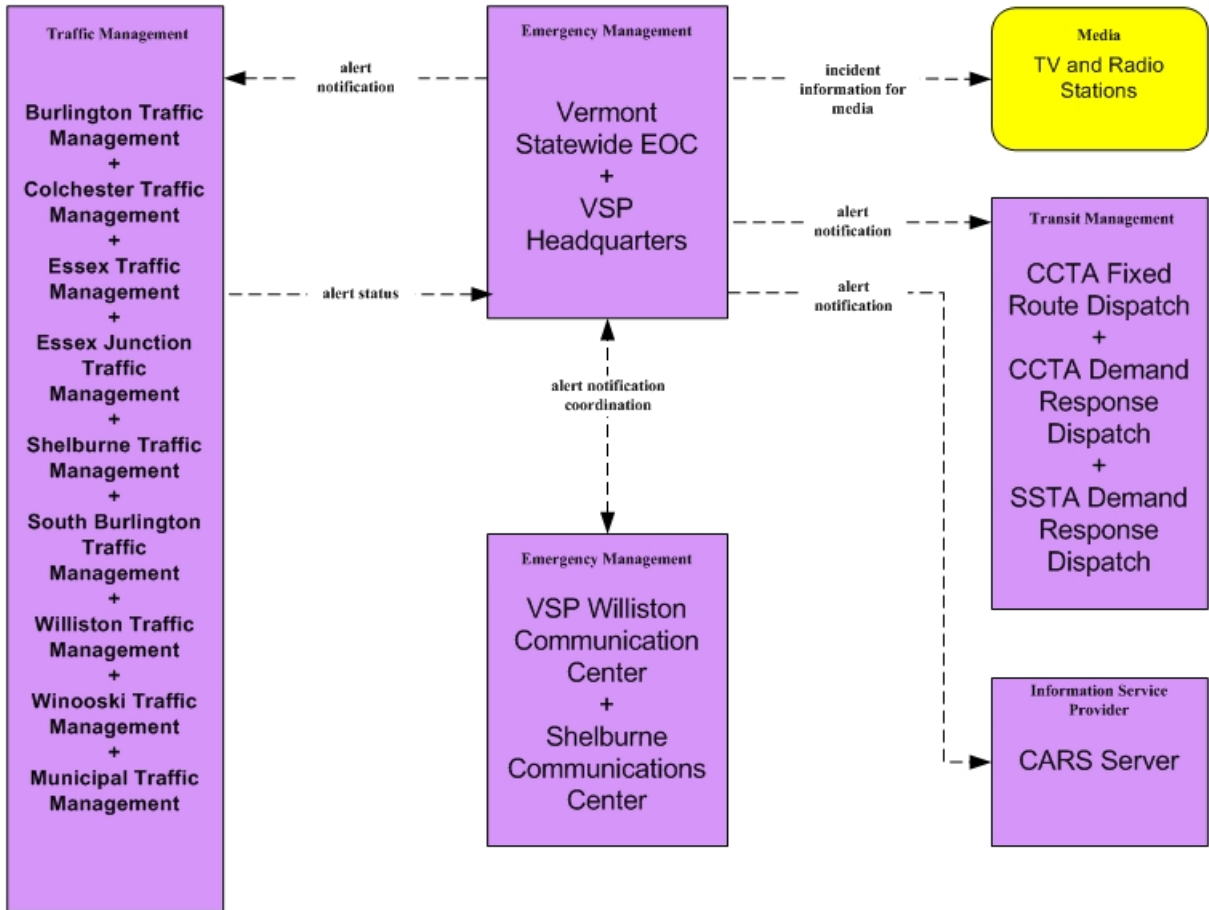 Traffic Management
Burlington Traffic
Management
+
Colchester Traffic
Management
+
Essex Traffic
Management
+
Essex Junction
Traffic
Management
+
Shelburne Traffic
Management
+
South Burlington
Traffic
Management
+
Williston Traffic
Management
+
Winooski Traffic
Management
+
Municipal Traffic
Management
alert
notification
alert status
Emergency Management
Vermont
Statewide EOC
+
VSP
Headquarters
alert notification
coordination
Emergency Management
VSP Williston
Communication
Center
+
Shelburne
Communications
Center
incident
information for
media
alert
notification
alert
notification
Media
TV and Radio
Stations
Transit Management
CCTA Fixed
Route Dispatch
+
CCTA Demand
Response
Dispatch
+
SSTA Demand
Response
Dispatch
Information Service
Provider
CARS Server